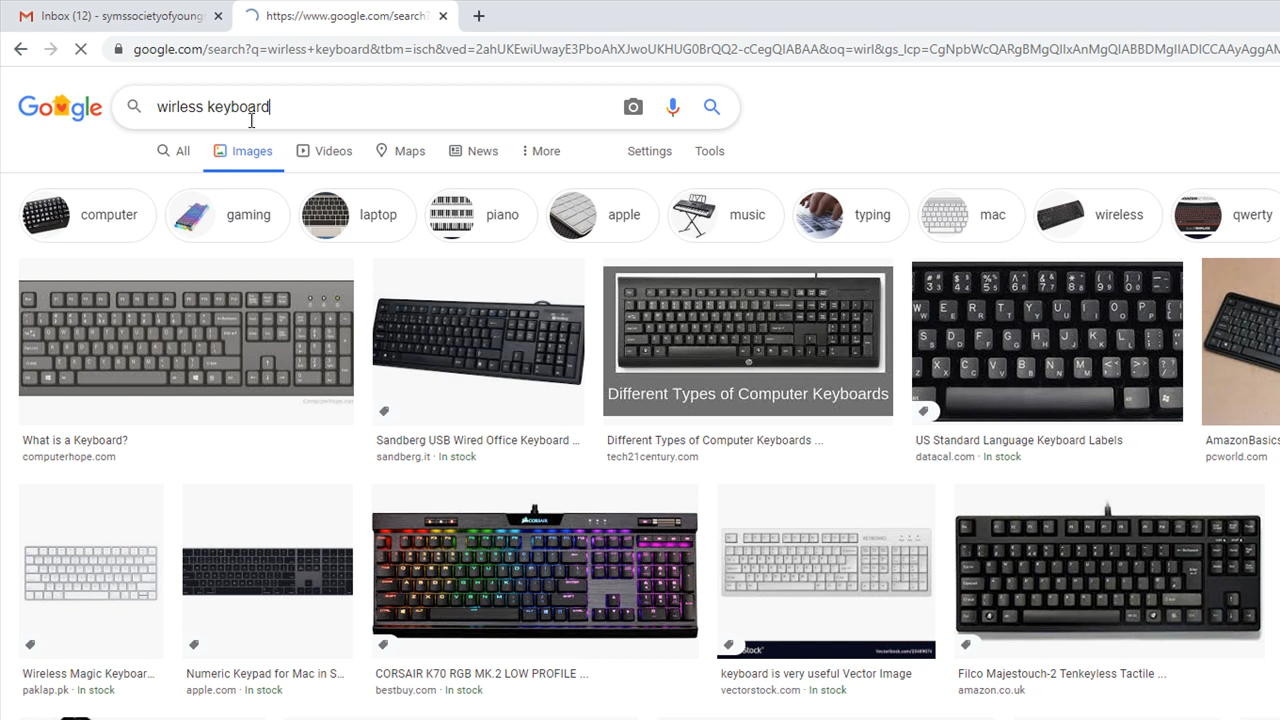 Inbox (12) - symssocietyofyoung
https://www.google.com/search?
google.com/search?q=wirless+keyboard&tbm=isch&ved=2ahUKEwiUwayE3PboAhXJwoUKHUG0BrQQ2-cCegQIABAA&oq=wirl&gs_lcp=CgNpbWcQARgBMgQIIxAnMgQIABBDMgIIADICCAAyAggAM
Google
wirless keyboard
All
Images
Videos
Maps
News
More
Settings
Tools
computer
gaming
laptop
piano
apple
music
typing
mac
wireless
qwerty
ComputerHope.com
Different Types of Computer Keyboards
What is a Keyboard?
computerhope.com
Sandberg USB Wired Office Keyboard ...
sandberg.it · In stock
Different Types of Computer Keyboards ...
tech21century.com
US Standard Language Keyboard Labels
datacal.com · In stock
AmazonBasics
pcworld.com
CORSAIR
KEYBOARD
Wireless Magic Keyboar...
paklap.pk · In stock
Numeric Keypad for Mac in S...
apple.com · In stock
CORSAIR K70 RGB MK.2 LOW PROFILE ...
bestbuy.com · In stock
keyboard is very useful Vector Image
vectorstock.com · In stock
Filco Majestouch-2 Tenkeyless Tactile ...
amazon.co.uk